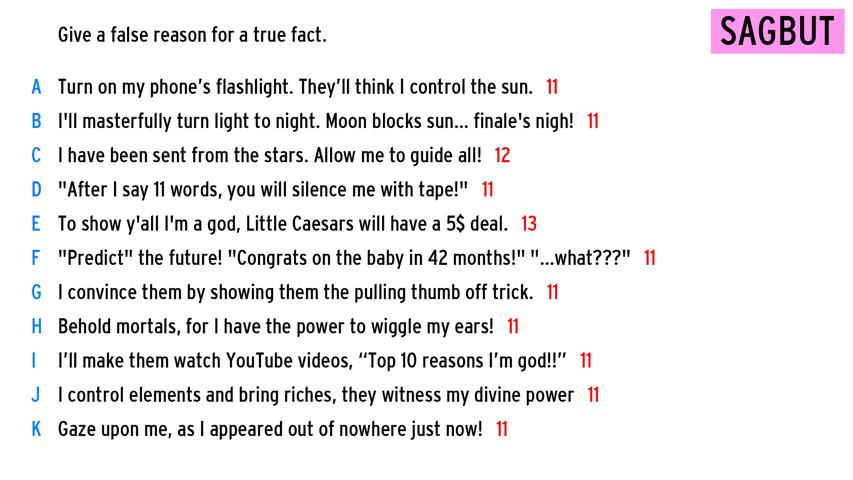 Give a false reason for a true fact.
SAGBUT
A Turn on my phone’s flashlight. They’ll think I control the sun. 11
B I'll masterfully turn light to night. Moon blocks sun... finale's nigh! 11
C I have been sent from the stars. Allow me to guide all! 12
D "After I say 11 words, you will silence me with tape!" 11
E To show y'all I'm a god, Little Caesars will have a 5$ deal. 13
F "Predict" the future! "Congrats on the baby in 42 months!" "...what???" 11
G I convince them by showing them the pulling thumb off trick. 11
H Behold mortals, for I have the power to wiggle my ears! 11
I I’ll make them watch YouTube videos, “Top 10 reasons I’m god!!” 11
J I control elements and bring riches, they witness my divine power 11
K Gaze upon me, as I appeared out of nowhere just now! 11